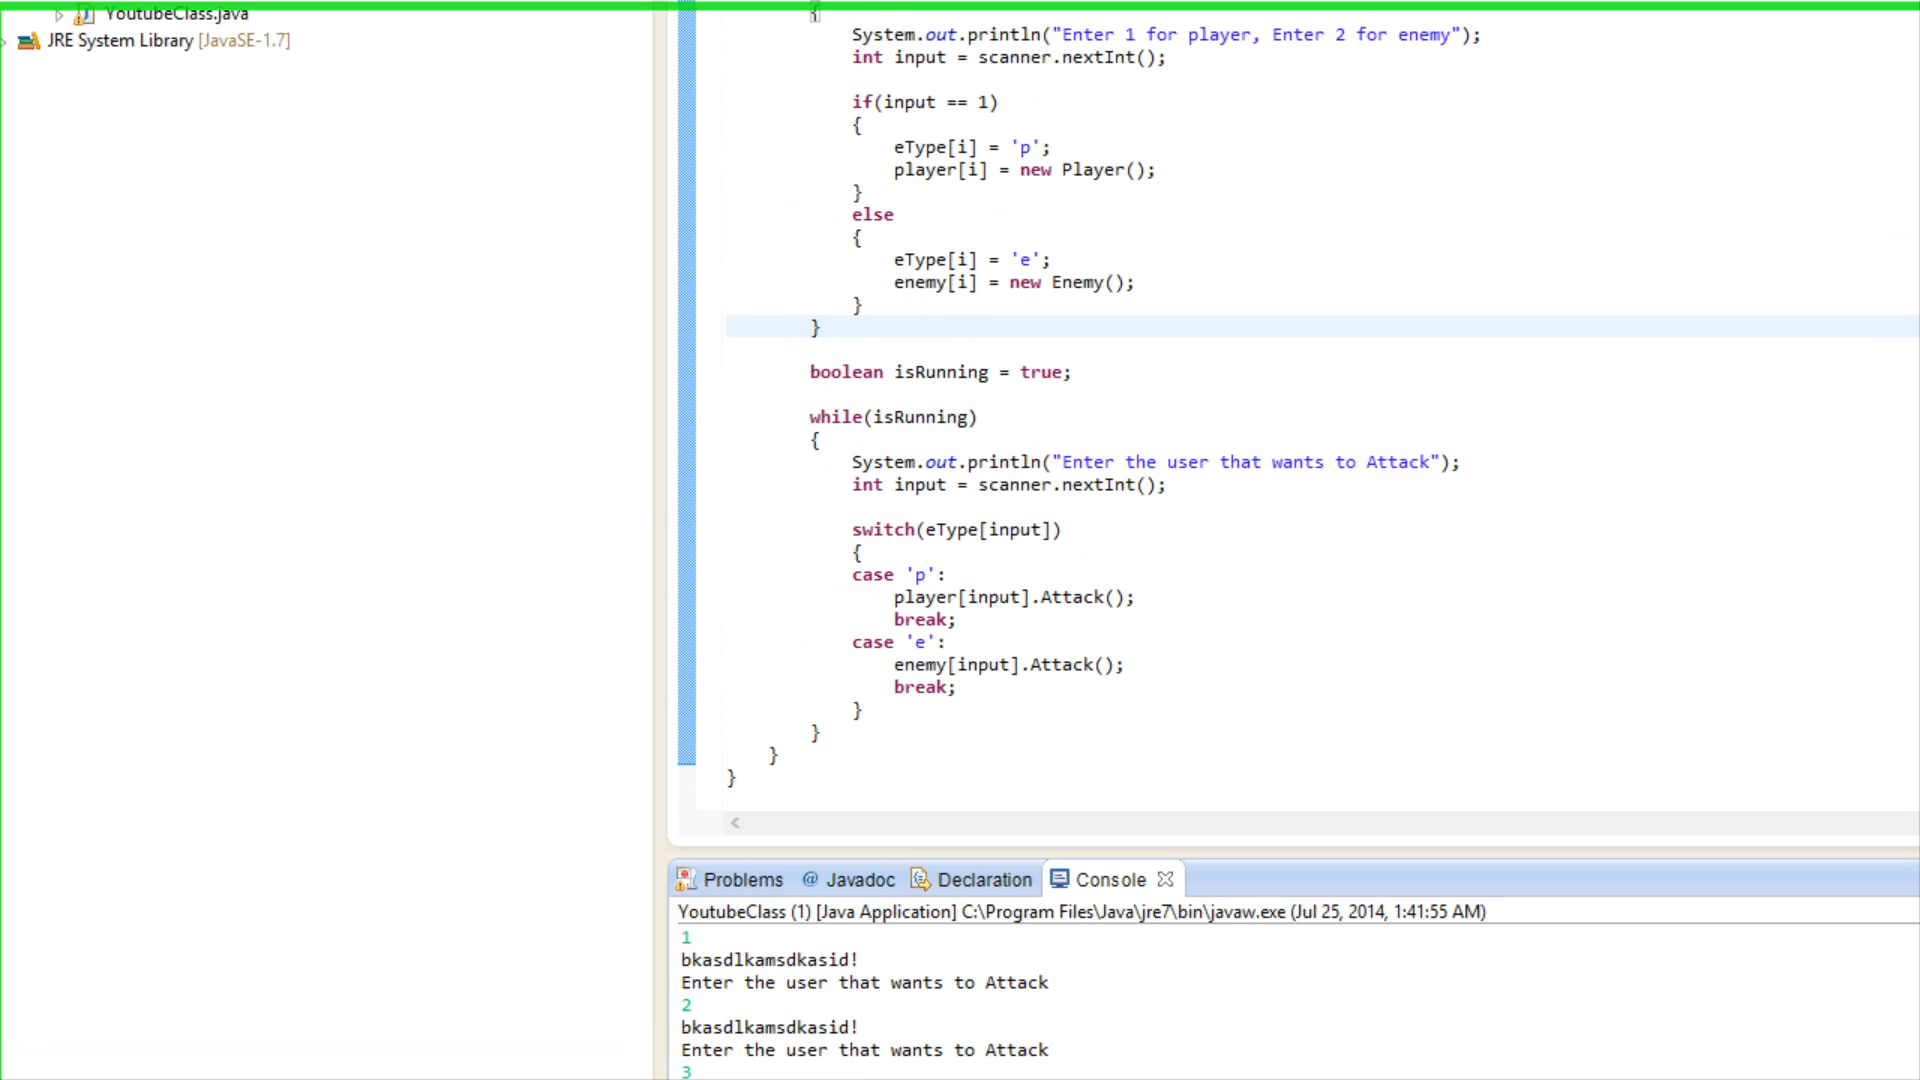 YoutubeClass.java
JRE System Library [JavaSE-1.7]
{
System.out.println("Enter 1 for player, Enter 2 for enemy");
int input = scanner.nextInt();
if(input == 1)
{
eType[i] = 'p';
player[i] = new Player();
}
else
{
eType[i] = 'e';
enemy[i] = new Enemy();
}
}
boolean isRunning = true;
while(isRunning)
{
System.out.println("Enter the user that wants to Attack");
int input = scanner.nextInt();
switch(eType[input])
{
case 'p':
player[input].Attack();
break;
case 'e':
enemy[input].Attack();
break;
}
}
}
}
Problems @ Javadoc Declaration Console
YoutubeClass (1) [Java Application] C:\Program Files\Java\jre7\bin\javaw.exe (Jul 25, 2014, 1:41:55 AM)
1
bkasdlkamsdkasid!
Enter the user that wants to Attack
2
bkasdlkamsdkasid!
Enter the user that wants to Attack
3